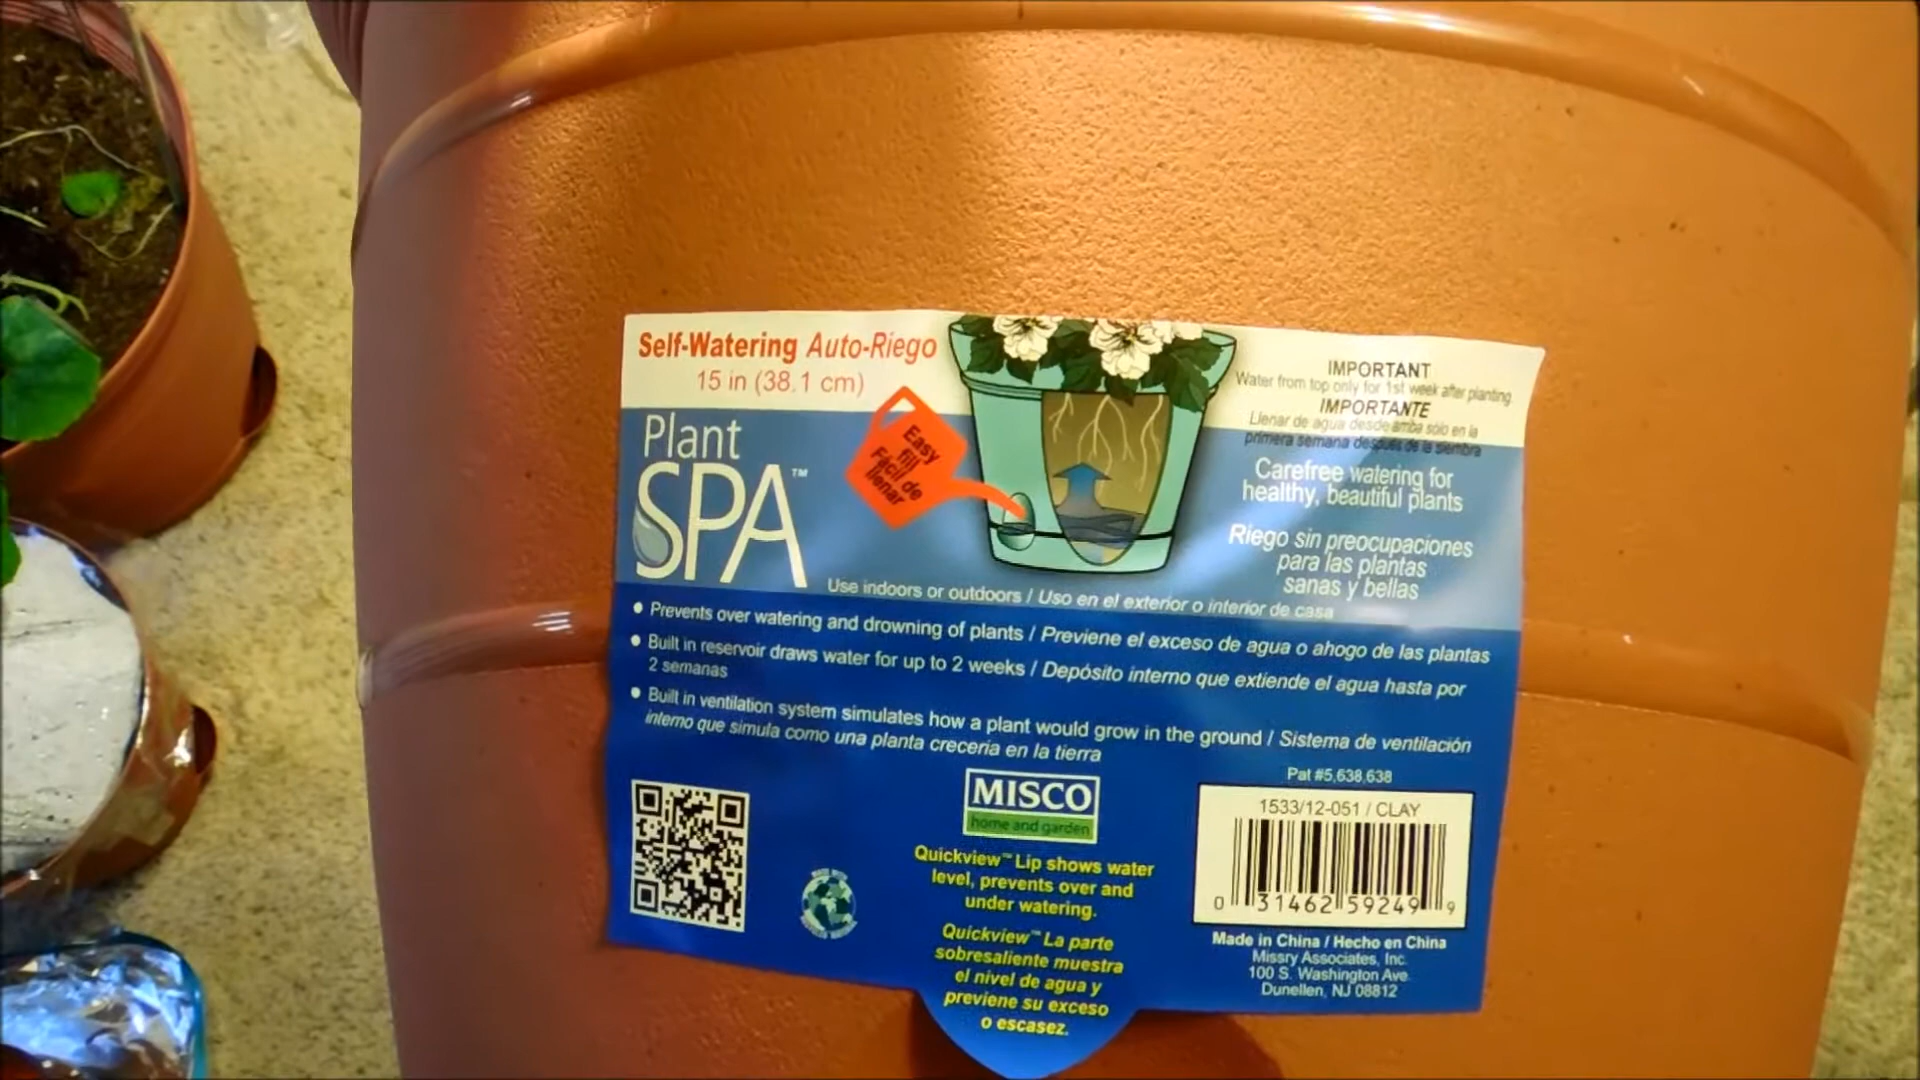 Self-Watering Auto-Riego
15 in (38.1 cm)
Plant
SPA™
Easy
fill
Fácil de
llenar
IMPORTANT
Water from top only for 1st week after planting.
IMPORTANTE
Llenar de agua desde arriba solo en la
primera semana después de la siembra
Carefree watering for
healthy, beautiful plants
Riego sin preocupaciones
para las plantas
sanas y bellas
Use indoors or outdoors / Uso en el exterior o interior de casa
• Prevents over watering and drowning of plants / Previene el exceso de agua o ahogo de las plantas
• Built in reservoir draws water for up to 2 weeks / Depósito interno que extiende el agua hasta por
2 semanas
• Built in ventilation system simulates how a plant would grow in the ground / Sistema de ventilación
interno que simula como una planta creceria en la tierra
MISCO
home and garden
Quickview™ Lip shows water
level, prevents over and
under watering.
Quickview™ La parte
sobresaliente muestra
el nivel de agua y
previene su exceso
o escasez.
Pat #5,638,638
1533/12-051 / CLAY
0 31462 59249 9
Made in China / Hecho en China
Missry Associates, Inc.
100 S. Washington Ave.
Dunellen, NJ 08812